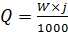 Q = W×j / 1000